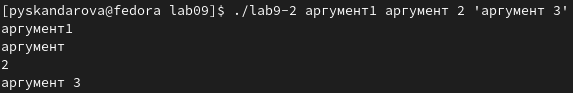 [pyskandarova@fedora lab09]$ ./lab9-2 аргумент1 аргумент 2 'аргумент 3'
аргумент1
аргумент
2
аргумент 3